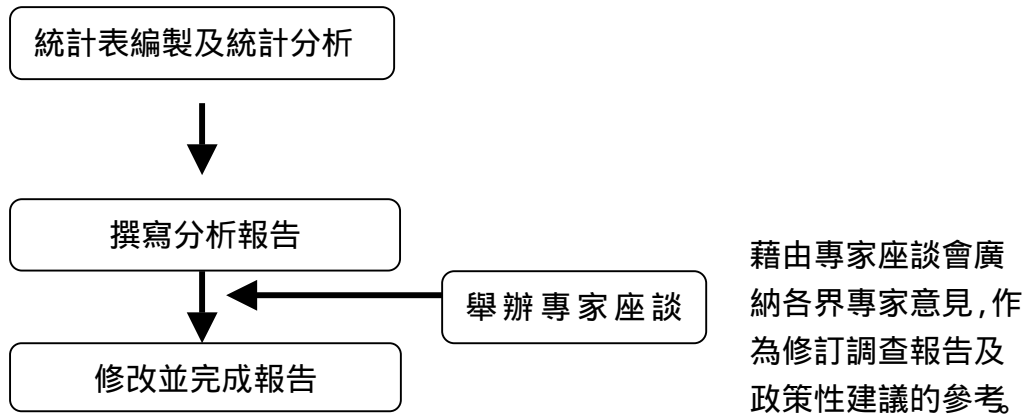 統計表編製及統計分析
撰寫分析報告
舉辦專家座談
藉由專家座談會廣
納各界專家意見,作
為修訂調查報告及
政策性建議的參考。
修改並完成報告